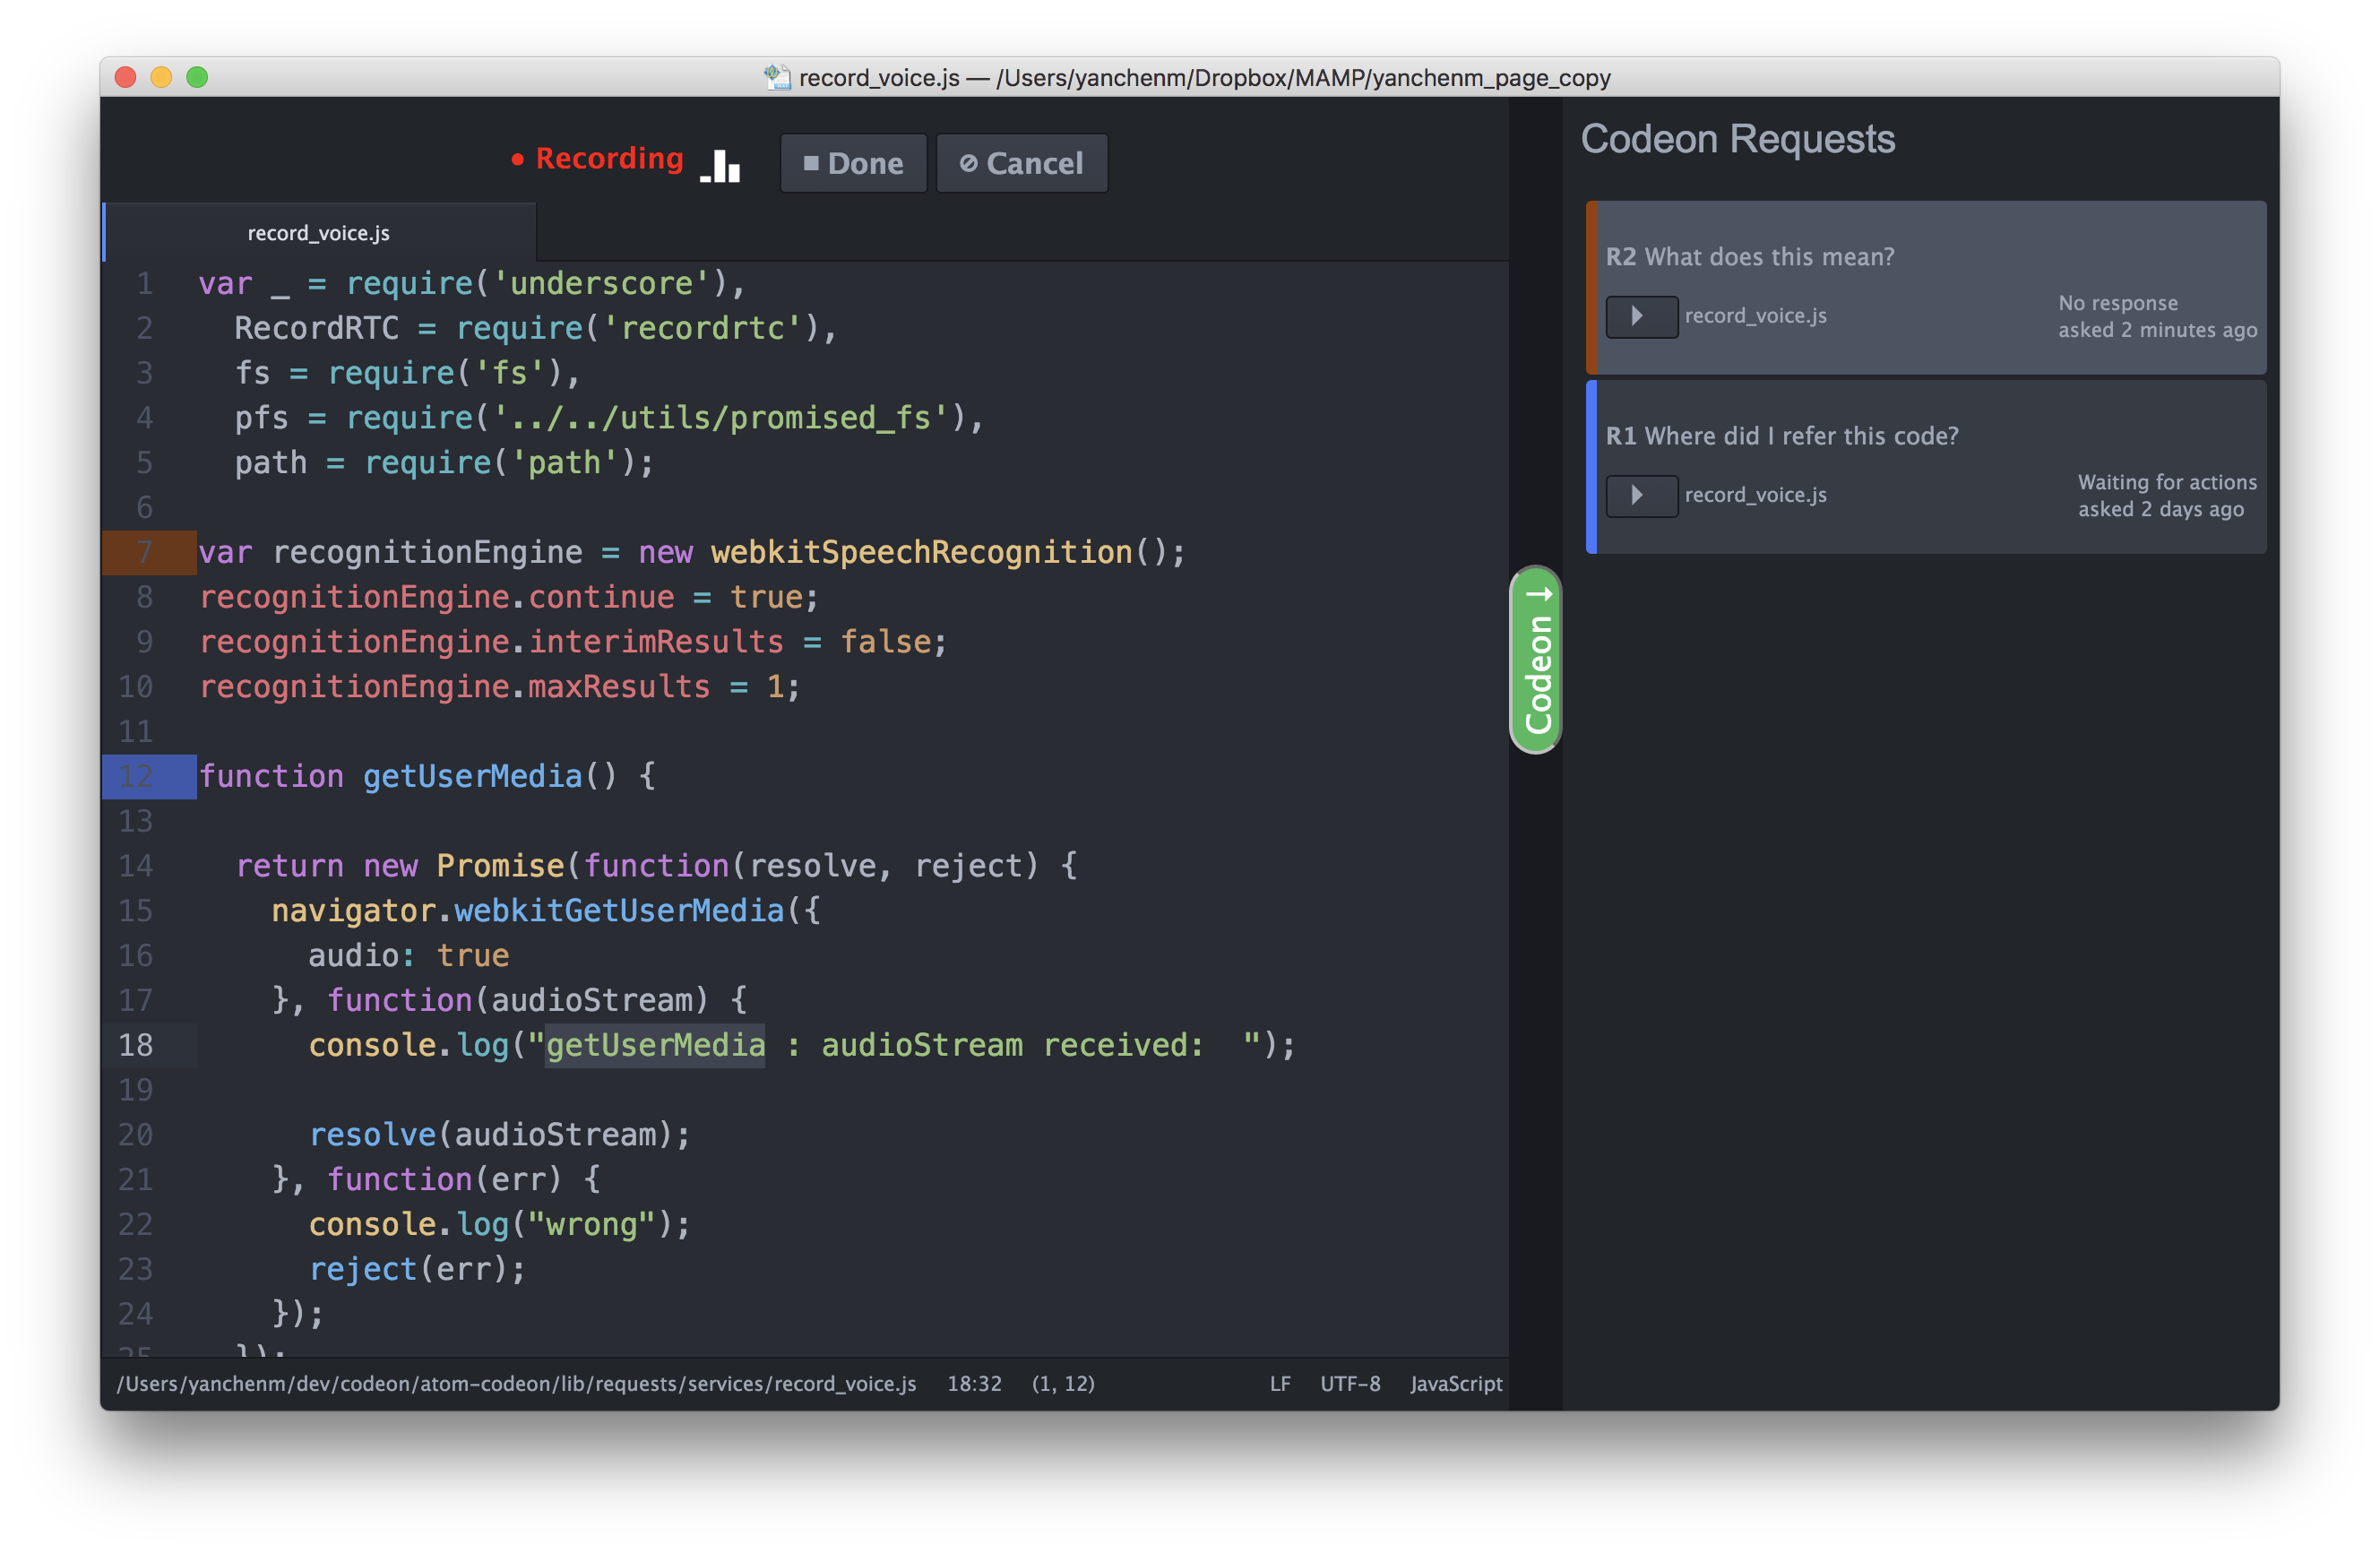 record_voice.js — /Users/yanchenm/Dropbox/MAMP/yanchenm_page_copy
Recording
Done
Cancel
record_voice.js
1 var _ = require('underscore'),
2 RecordRTC = require('recordrtc'),
3 fs = require('fs'),
4 pfs = require('../../utils/promised_fs'),
5 path = require('path');
6
7 var recognitionEngine = new webkitSpeechRecognition();
8 recognitionEngine.continue = true;
9 recognitionEngine.interimResults = false;
10 recognitionEngine.maxResults = 1;
11
12 function getUserMedia() {
13
14 return new Promise(function(resolve, reject) {
15 navigator.webkitGetUserMedia({
16 audio: true
17 }, function(audioStream) {
18 console.log("getUserMedia : audioStream received:  ");
19
20 resolve(audioStream);
21 }, function(err) {
22 console.log("wrong");
23 reject(err);
24 });
25 });
/Users/yanchenm/dev/codeon/atom-codeon/lib/requests/services/record_voice.js 18:32 (1, 12) LF UTF-8 JavaScript
Codeon →
Codeon Requests
R2 What does this mean?
record_voice.js
No response
asked 2 minutes ago
R1 Where did I refer this code?
record_voice.js
Waiting for actions
asked 2 days ago